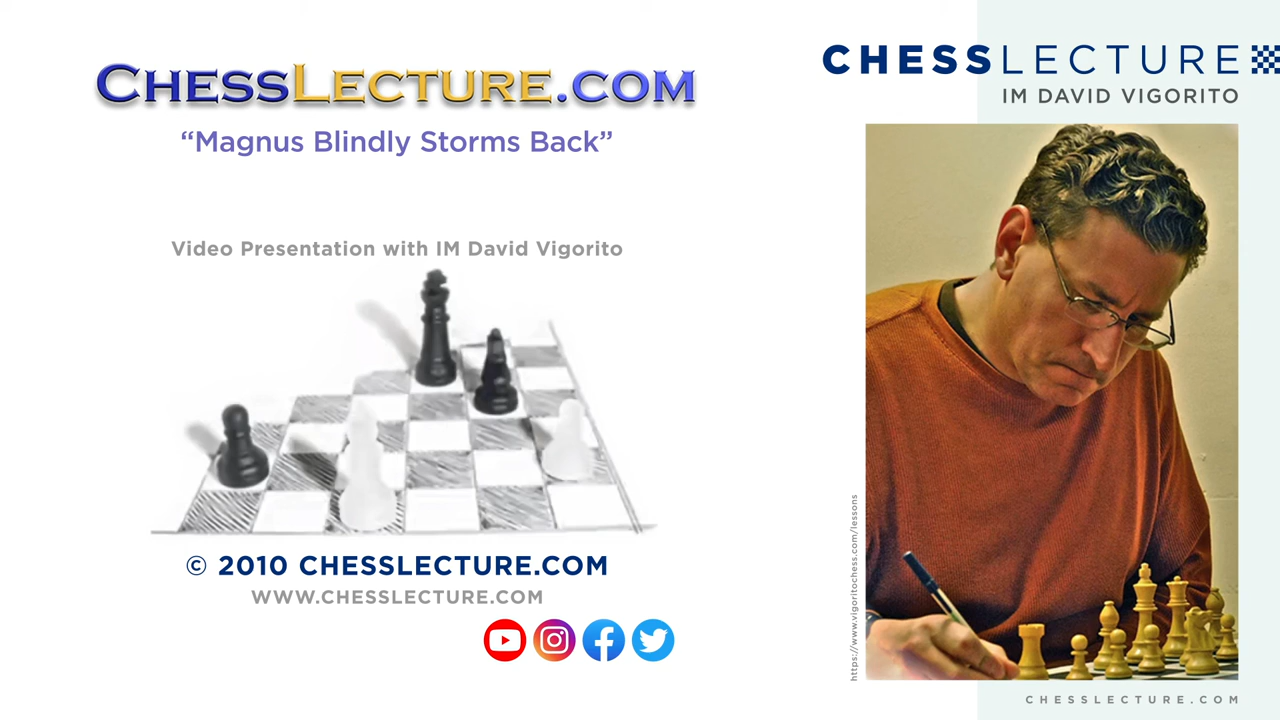 CHESSLECTURE.COM
“Magnus Blindly Storms Back”
Video Presentation with IM David Vigorito
© 2010 CHESSLECTURE.COM
WWW.CHESSLECTURE.COM
CHESSLECTURE
IM DAVID VIGORITO
https://www.vigoritochess.com/lessons
CHESSLECTURE.COM